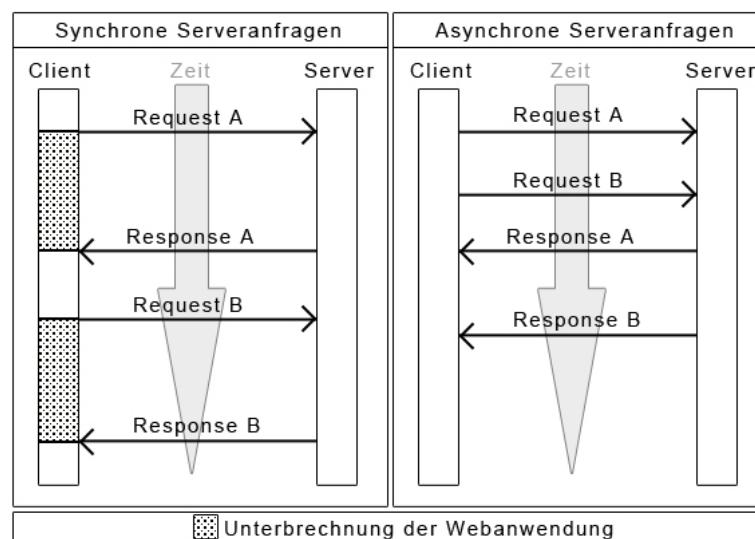 Synchrone Serveranfragen
Client Zeit Server
Request A
Response A
Request B
Response B
Asynchrone Serveranfragen
Client Zeit Server
Request A
Request B
Response A
Response B
Unterbrechnung der Webanwendung